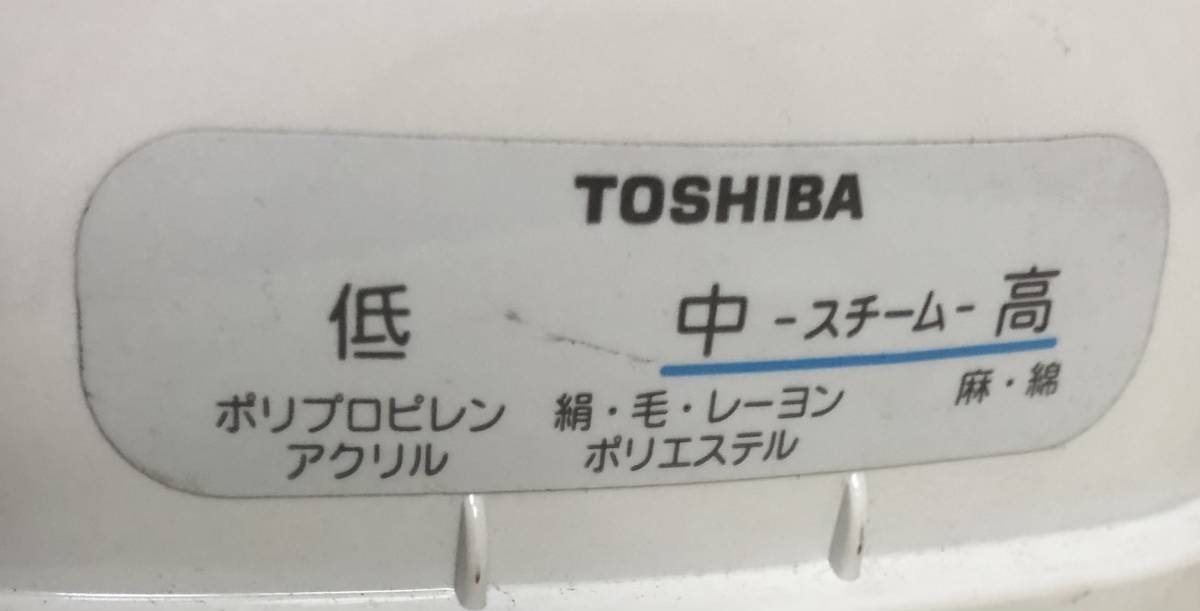 TOSHIBA
低 中 -スチーム- 高
ポリプロピレン
アクリル
絹・毛・レーヨン
ポリエステル
麻・綿